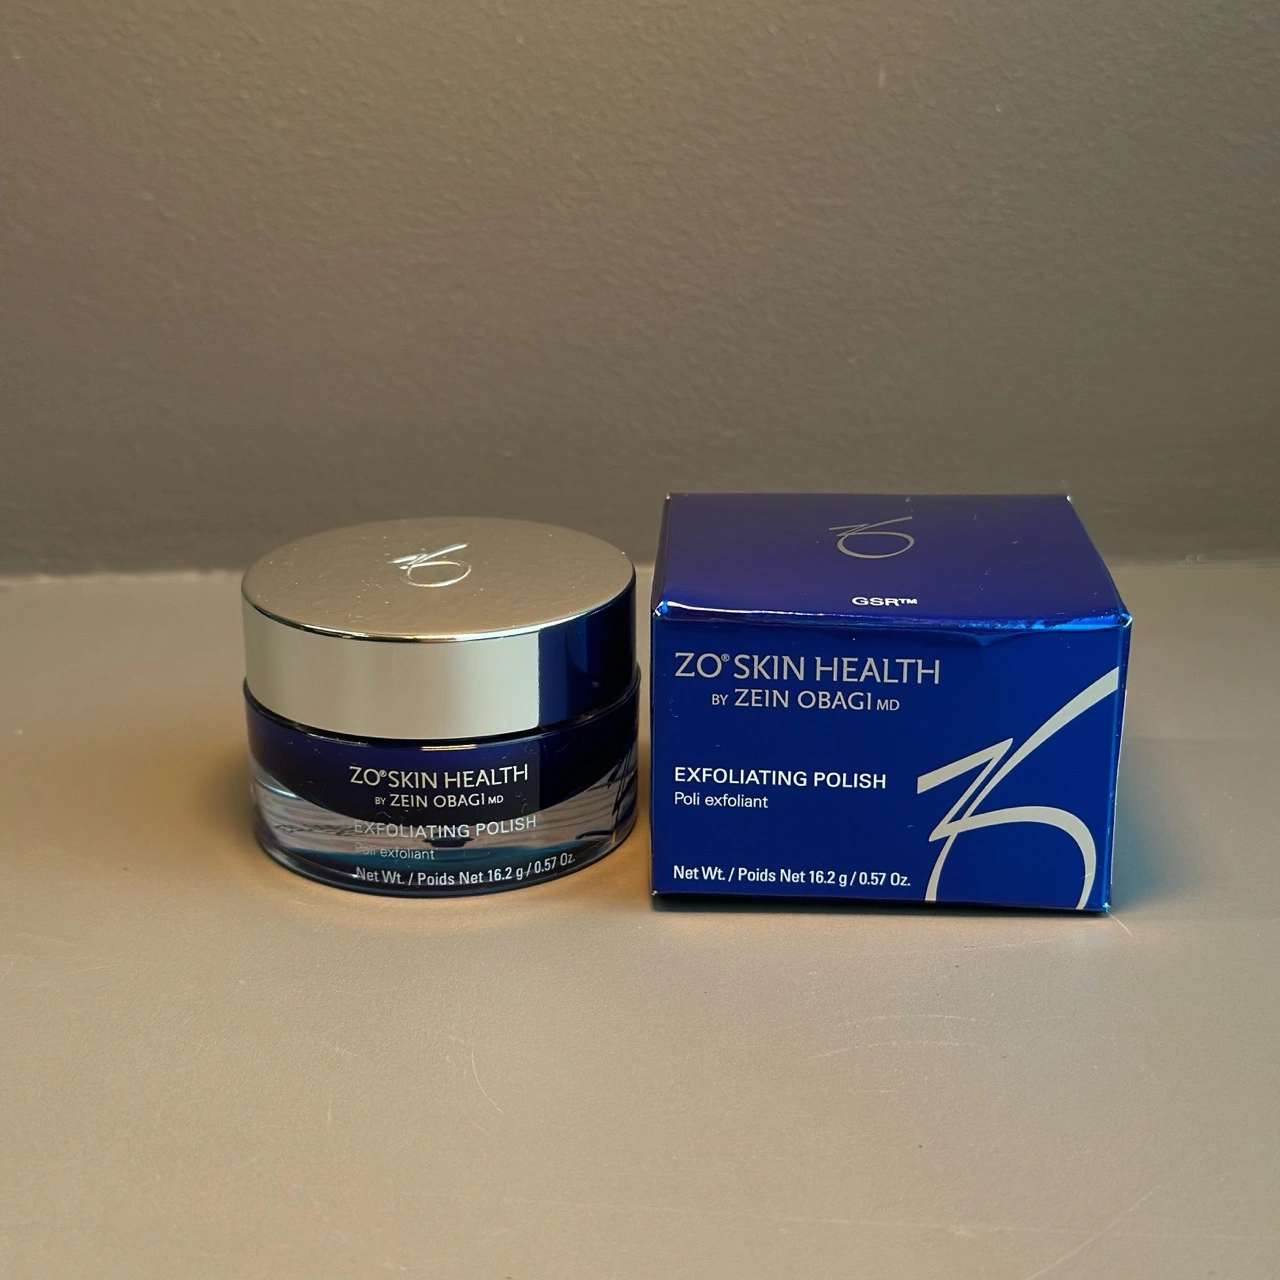 ZO® SKIN HEALTH
BY ZEIN OBAGI MD
EXFOLIATING POLISH
Poli exfoliant
Net Wt. / Poids Net 16.2 g / 0.57 Oz.
GSR™
ZO® SKIN HEALTH
BY ZEIN OBAGI MD
EXFOLIATING POLISH
Poli exfoliant
Net Wt. / Poids Net 16.2 g / 0.57 Oz.